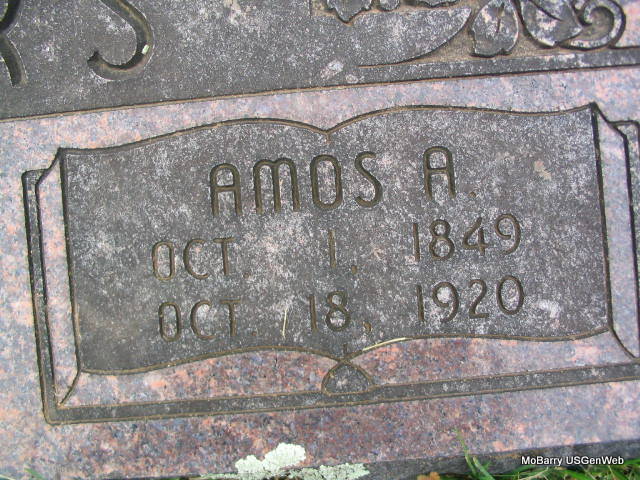 AMOS A.
OCT. 1, 1849
OCT. 18, 1920
MoBarry USGenWeb